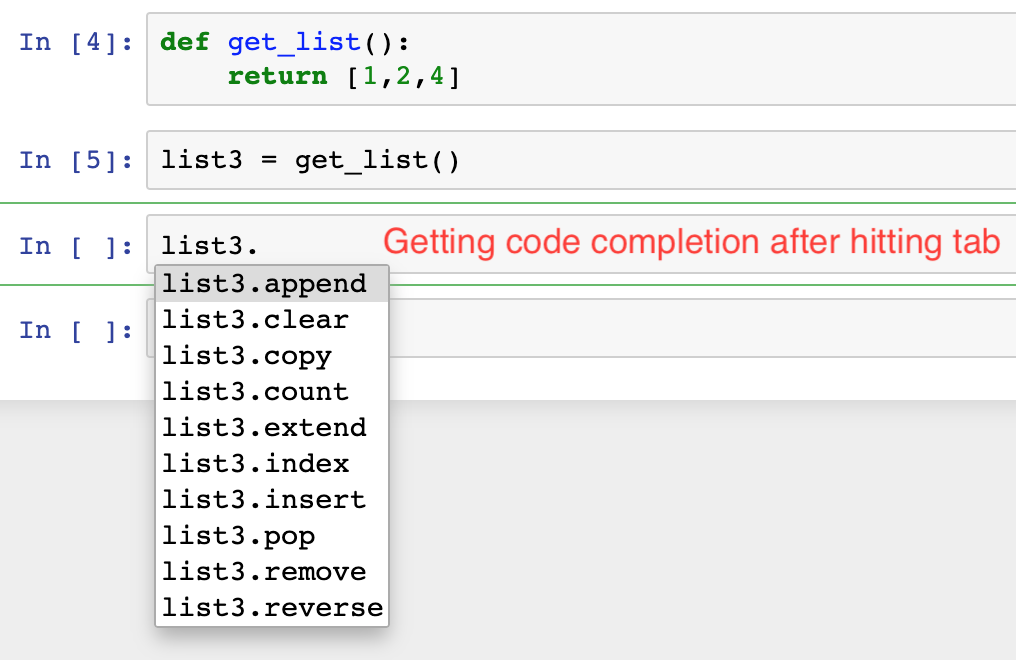 In [4]: def get_list():
return [1,2,4]
In [5]: list3 = get_list()
In [ ]: list3. Getting code completion after hitting tab
list3.append
list3.clear
In [ ]:
list3.copy
list3.count
list3.extend
list3.index
list3.insert
list3.pop
list3.remove
list3.reverse